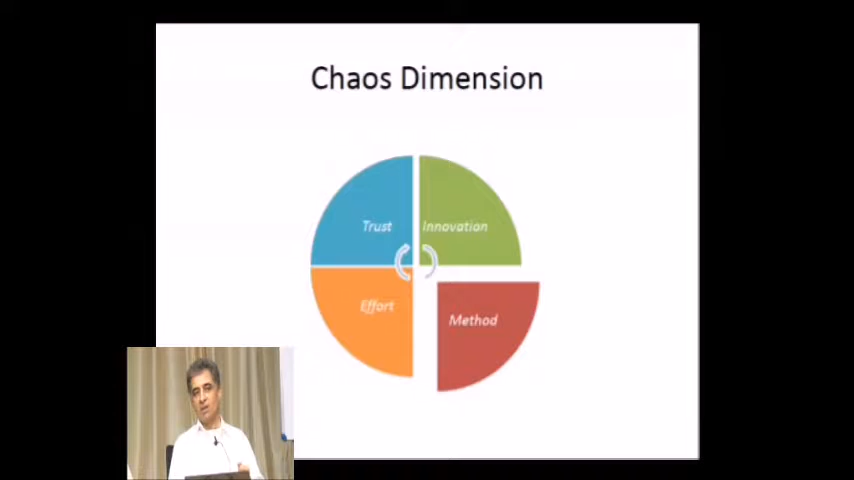 Chaos Dimension
Trust
Innovation
Effort
Method